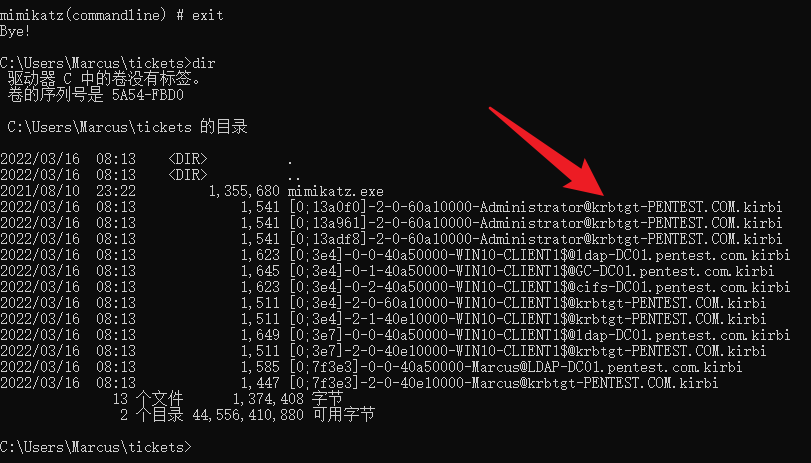 mimikatz(commandline) # exit
Bye!
C:\Users\Marcus\tickets>dir
驱动器 C 中的卷没有标签。
卷的序列号是 5A54-FBD0
C:\Users\Marcus\tickets 的目录
2022/03/16  08:13    <DIR>          .
2022/03/16  08:13    <DIR>          ..
2021/08/10  23:22         1,355,680 mimikatz.exe
2022/03/16  08:13             1,541 [0;13a0f0]-2-0-60a10000-Administrator@krbtgt-PENTEST.COM.kirbi
2022/03/16  08:13             1,541 [0;13a961]-2-0-60a10000-Administrator@krbtgt-PENTEST.COM.kirbi
2022/03/16  08:13             1,541 [0;13adf8]-2-0-60a10000-Administrator@krbtgt-PENTEST.COM.kirbi
2022/03/16  08:13             1,623 [0;3e4]-0-0-40a50000-WIN10-CLIENT1$@ldap-DC01.pentest.com.kirbi
2022/03/16  08:13             1,645 [0;3e4]-0-1-40a50000-WIN10-CLIENT1$@GC-DC01.pentest.com.kirbi
2022/03/16  08:13             1,623 [0;3e4]-0-2-40a50000-WIN10-CLIENT1$@cifs-DC01.pentest.com.kirbi
2022/03/16  08:13             1,511 [0;3e4]-2-0-60a10000-WIN10-CLIENT1$@krbtgt-PENTEST.COM.kirbi
2022/03/16  08:13             1,511 [0;3e4]-2-1-40e10000-WIN10-CLIENT1$@krbtgt-PENTEST.COM.kirbi
2022/03/16  08:13             1,649 [0;3e7]-0-0-40a50000-WIN10-CLIENT1$@ldap-DC01.pentest.com.kirbi
2022/03/16  08:13             1,511 [0;3e7]-2-0-40e10000-WIN10-CLIENT1$@krbtgt-PENTEST.COM.kirbi
2022/03/16  08:13             1,585 [0;7f3e3]-0-0-40a50000-Marcus@LDAP-DC01.pentest.com.kirbi
2022/03/16  08:13             1,447 [0;7f3e3]-2-0-40e10000-Marcus@krbtgt-PENTEST.COM.kirbi
13 个文件      1,374,408 字节
2 个目录 44,556,410,880 可用字节
C:\Users\Marcus\tickets>